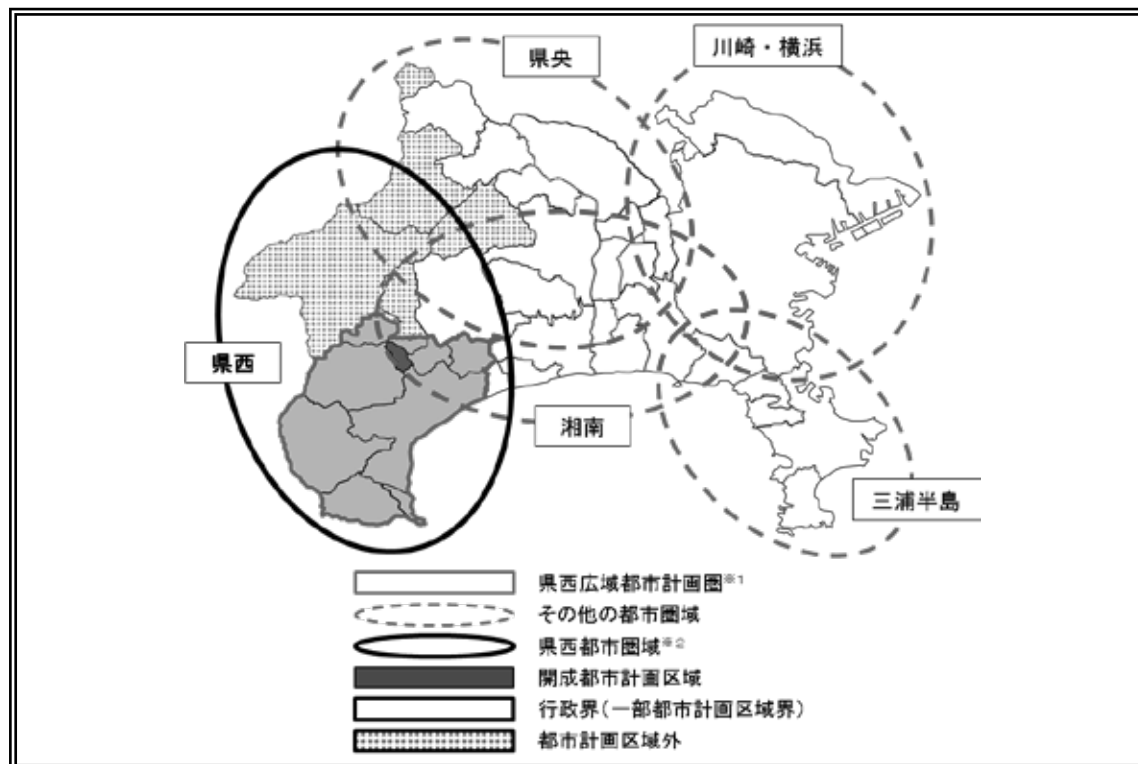 県央
川崎・横浜
県西
湘南
三浦半島
県西広域都市計画圏※1
その他の都市圏域
県西都市圏域※2
開成都市計画区域
行政界(一部都市計画区域界)
都市計画区域外